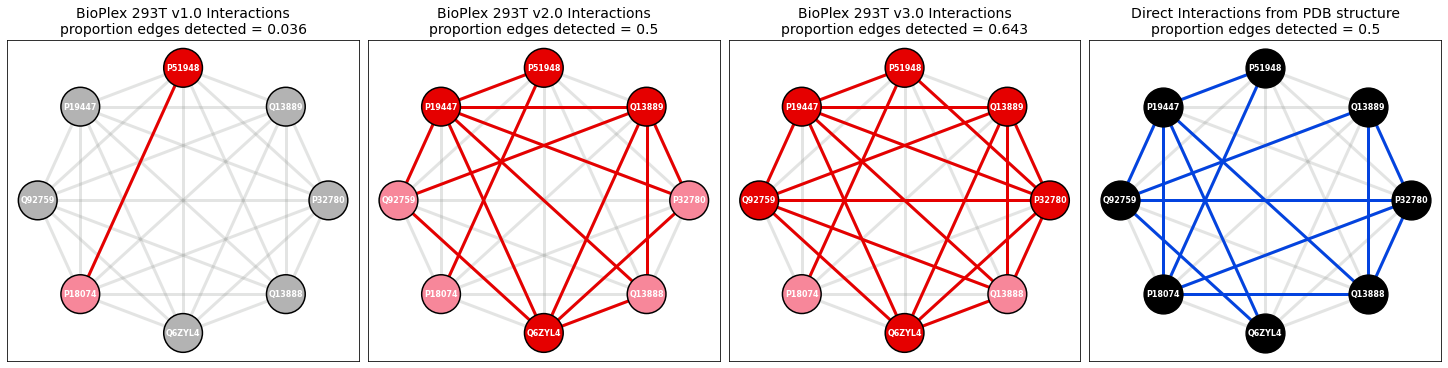 BioPlex 293T v1.0 Interactions
proportion edges detected = 0.036
P51948
P19447
Q13889
Q92759
P32780
P18074
Q13888
Q6ZYL4
BioPlex 293T v2.0 Interactions
proportion edges detected = 0.5
P51948
P19447
Q13889
Q92759
P32780
P18074
Q13888
Q6ZYL4
BioPlex 293T v3.0 Interactions
proportion edges detected = 0.643
P51948
P19447
Q13889
Q92759
P32780
P18074
Q13888
Q6ZYL4
Direct Interactions from PDB structure
proportion edges detected = 0.5
P51948
P19447
Q13889
Q92759
P32780
P18074
Q13888
Q6ZYL4